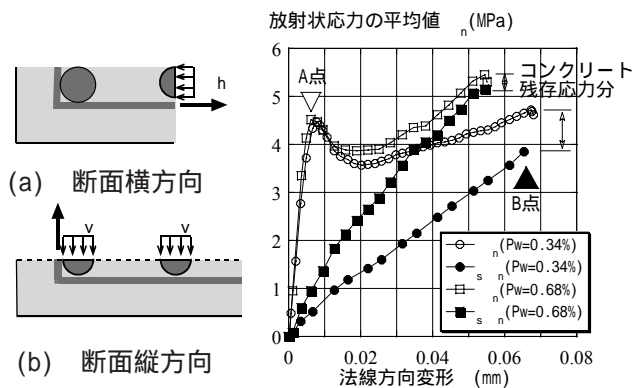 h
(a) 断面横方向
v v
(b) 断面縦方向
放射状応力の平均値 n(MPa)
6
5
4
3
2
1
0
A点
コンクリート
残存応力分
B点
n(Pw=0.34%)
s n(Pw=0.34%)
n(Pw=0.68%)
s n(Pw=0.68%)
0 0.02 0.04 0.06 0.08
法線方向変形 (mm)